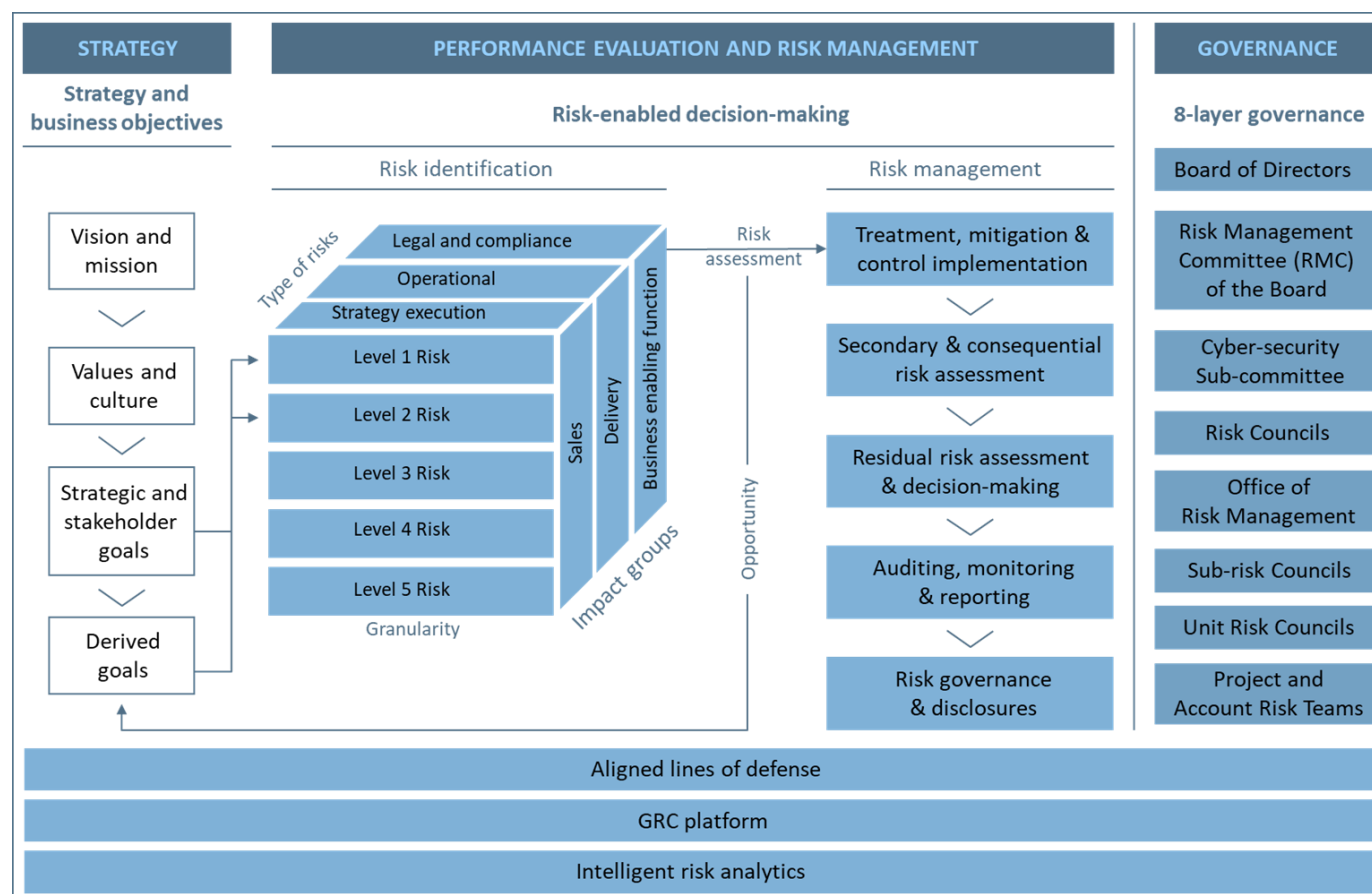 STRATEGY
Strategy and
business objectives
Vision and
mission
Values and
culture
Strategic and
stakeholder
goals
Derived
goals
PERFORMANCE EVALUATION AND RISK MANAGEMENT
Risk-enabled decision-making
Risk identification
Type of risks
Legal and compliance
Operational
Strategy execution
Level 1 Risk
Level 2 Risk
Level 3 Risk
Level 4 Risk
Level 5 Risk
Granularity
Sales
Delivery
Business enabling function
Impact groups
Risk
assessment
Opportunity
Risk management
Treatment, mitigation &
control implementation
Secondary & consequential
risk assessment
Residual risk assessment
& decision-making
Auditing, monitoring
& reporting
Risk governance
& disclosures
GOVERNANCE
8-layer governance
Board of Directors
Risk Management
Committee (RMC)
of the Board
Cyber-security
Sub-committee
Risk Councils
Office of
Risk Management
Sub-risk Councils
Unit Risk Councils
Project and
Account Risk Teams
Aligned lines of defense
GRC platform
Intelligent risk analytics